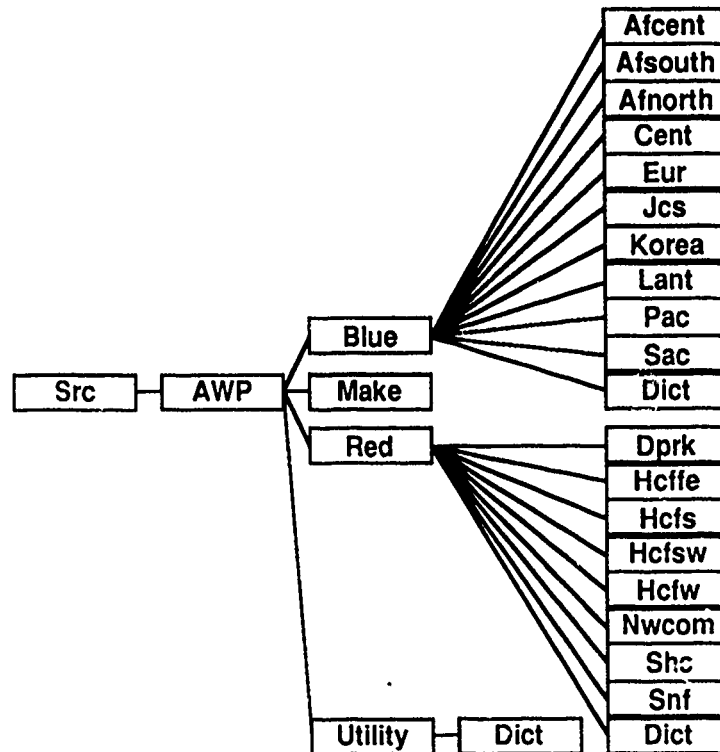 Afcent
Afsouth
Afnorth
Cent
Eur
Jcs
Korea
Lant
Pac
Sac
Dict
Blue
Src
AWP
Make
Red
Dprk
Hcffe
Hcfs
Hcfsw
Hcfw
Nwcom
Shc
Snf
Dict
Utility
Dict